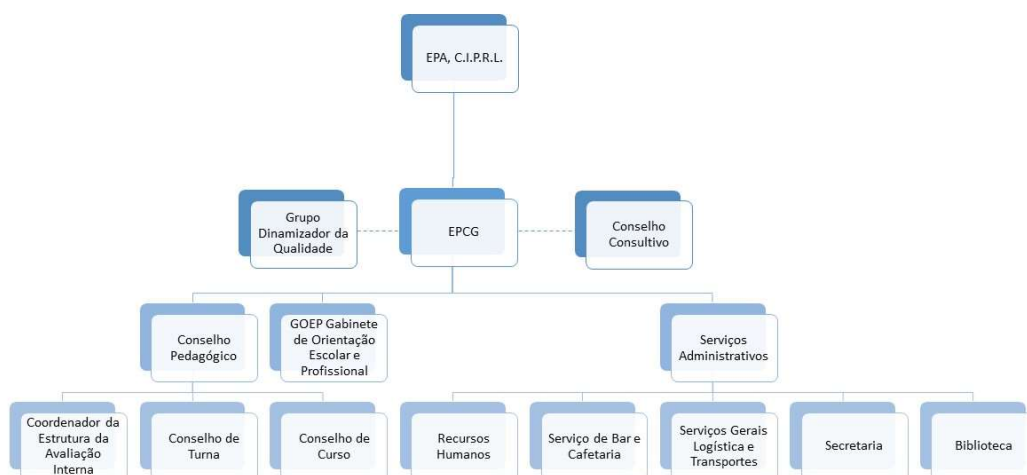 EPA, C.I.P.R.L.
Grupo
Dinamizador da
Qualidade
EPCG
Conselho
Consultivo
Conselho
Pedagógico
GOEP Gabinete
de Orientação
Escolar e
Profissional
Serviços
Administrativos
Coordenador da
Estrutura da
Avaliação
Interna
Conselho de
Turna
Conselho de
Curso
Recursos
Humanos
Serviço de Bar e
Cafetaria
Serviços Gerais
Logística e
Transportes
Secretaria
Biblioteca